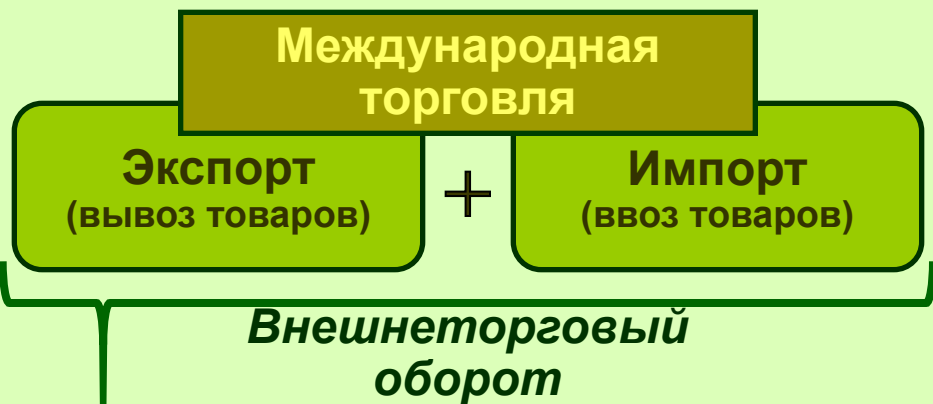 Международная
торговля
Экспорт
(вывоз товаров)
+
Импорт
(ввоз товаров)
Внешнеторговый
оборот